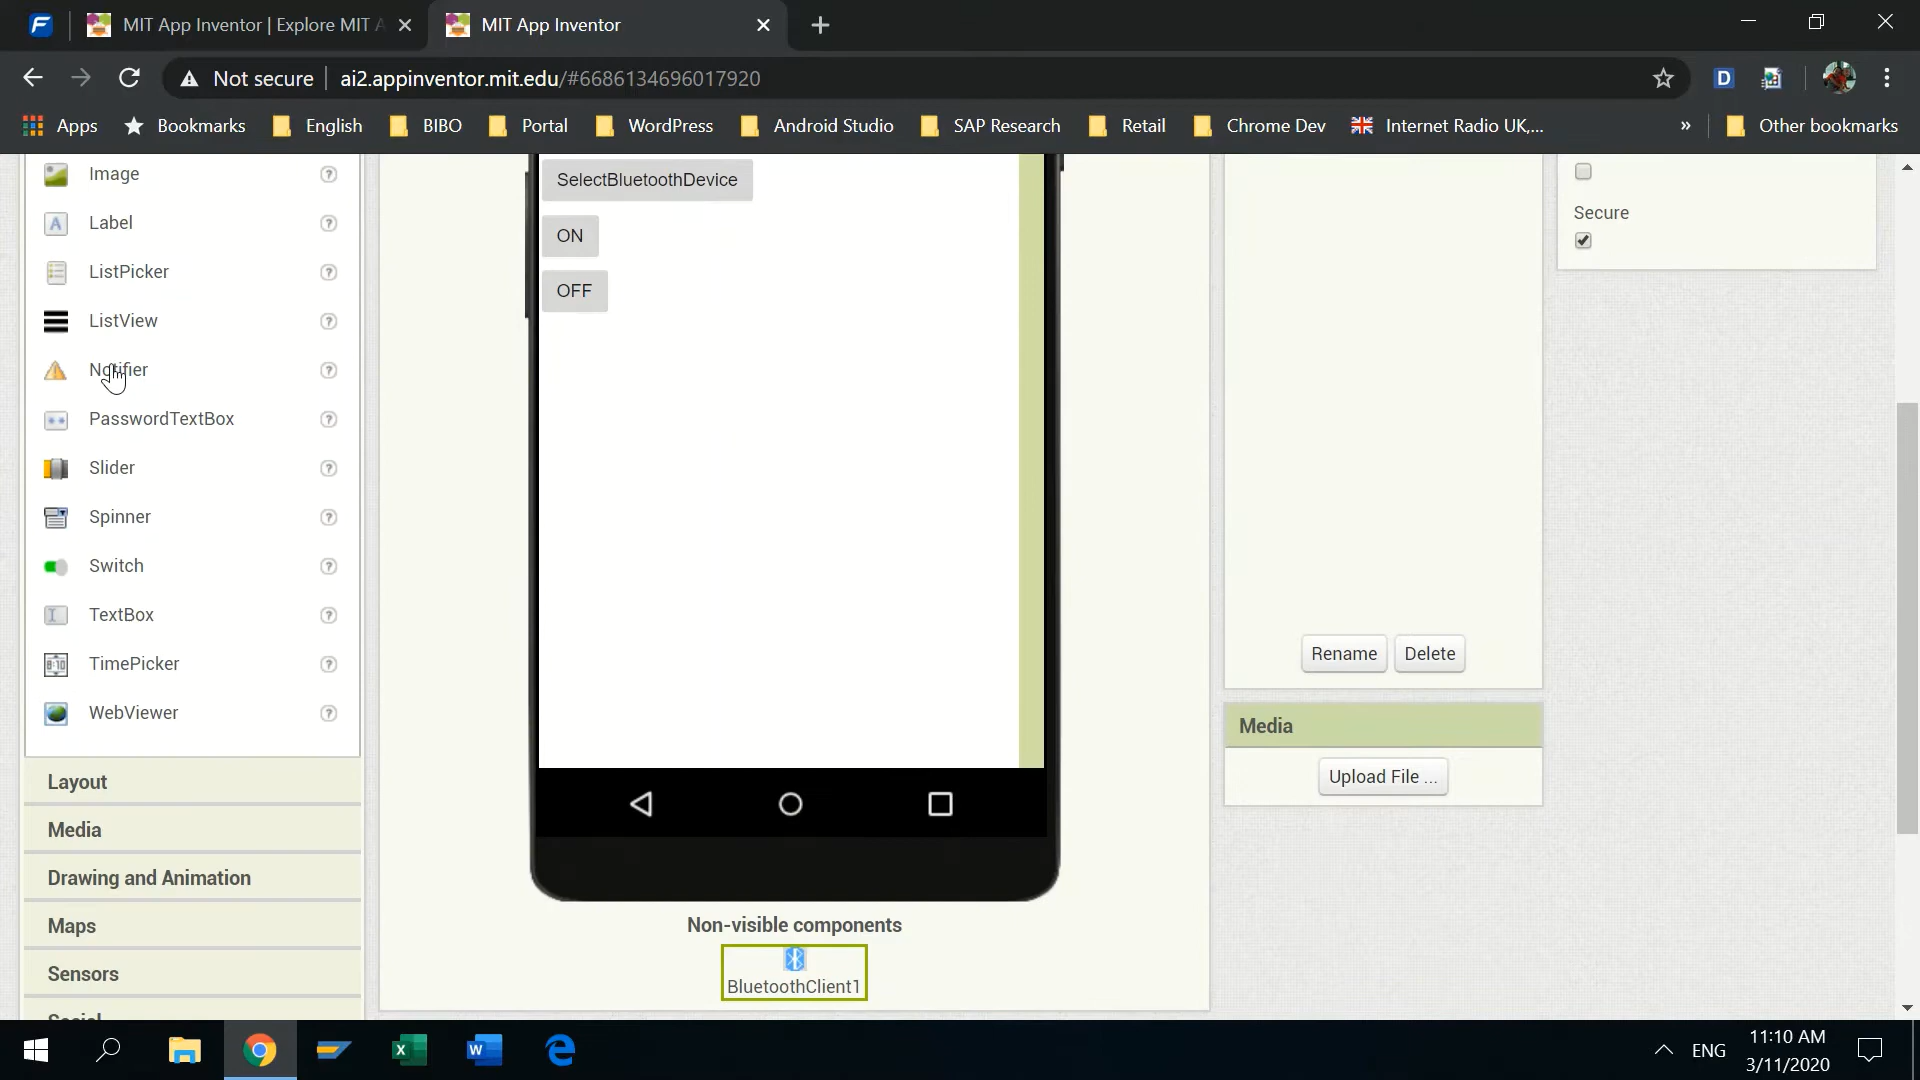 MIT App Inventor | Explore MIT A
MIT App Inventor
Not secure
ai2.appinventor.mit.edu/#6686134696017920
D
Apps
Bookmarks
English
BIBO
Portal
WordPress
Android Studio
SAP Research
Retail
Chrome Dev
Internet Radio UK,...
»
Other bookmarks
Image
Label
ListPicker
ListView
Notifier
PasswordTextBox
Slider
Spinner
Switch
TextBox
TimePicker
WebViewer
Layout
Media
Drawing and Animation
Maps
Sensors
Social
SelectBluetoothDevice
ON
OFF
Non-visible components
BluetoothClient1
Rename
Delete
Media
Upload File ...
Secure
ENG
11:10 AM
3/11/2020